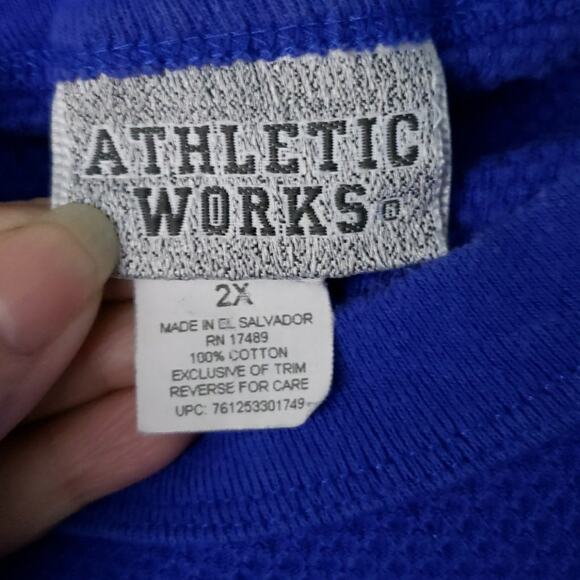 ATHLETIC
WORKS®
2X
MADE IN EL SALVADOR
RN 17489
100% COTTON
EXCLUSIVE OF TRIM
REVERSE FOR CARE
UPC: 761253301749